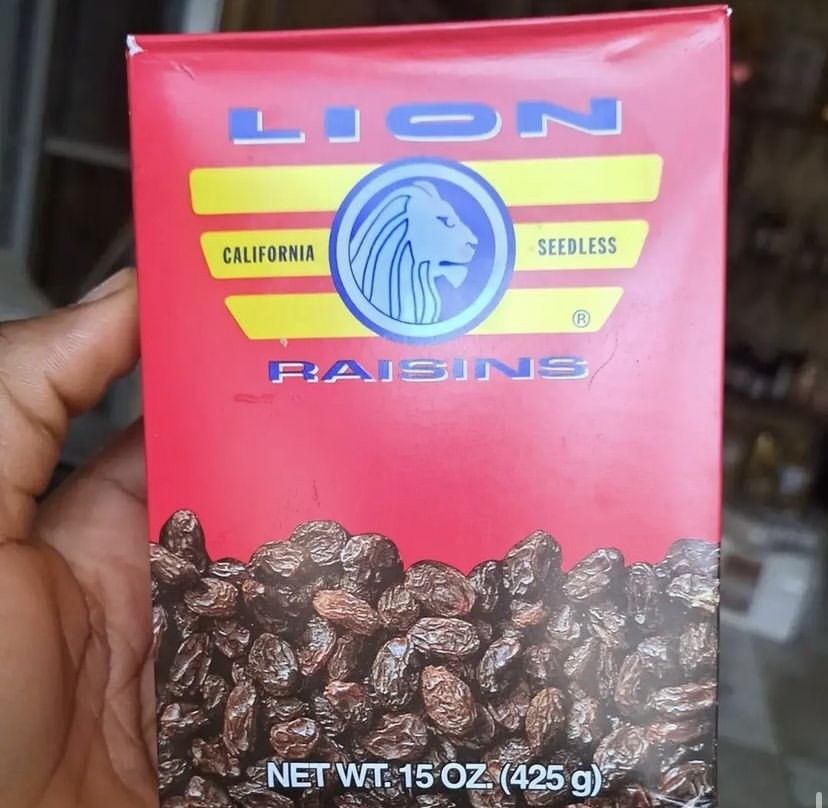 LION
CALIFORNIA SEEDLESS
®
RAISINS
NET WT. 15 OZ. (425 g)